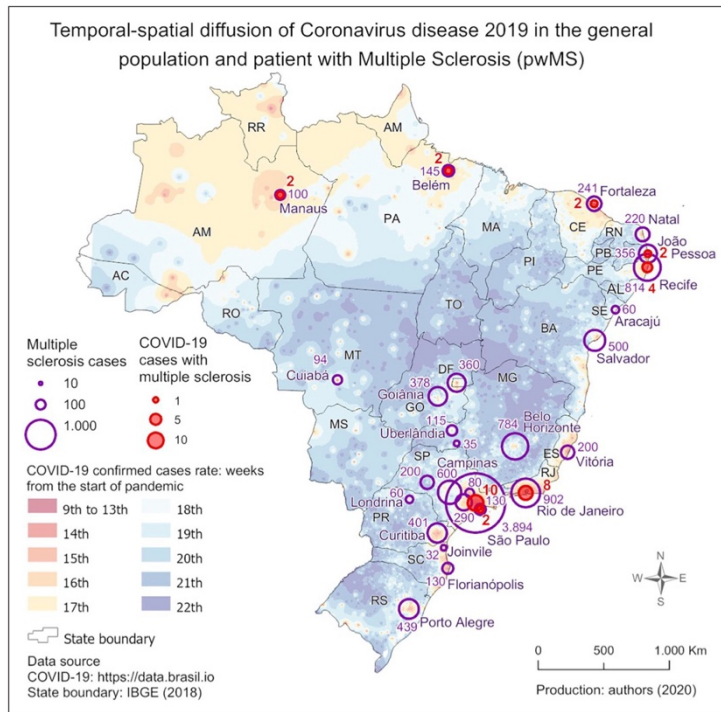 Temporal-spatial diffusion of Coronavirus disease 2019 in the general
population and patient with Multiple Sclerosis (pwMS)
RR
AM
2
145
Belém
2
100
Manaus
AM
PA
241 Fortaleza
2
CE
220 Natal
RN
João
356 2 Pessoa
PB
PE
814 4 Recife
AL
MA
PI
AC
TO
SE 60
Aracajú
RO
BA
500
Salvador
94
Cuiabá
MT
DF 360
378
Goiânia
GO
MG
Belo
Horizonte
784
115
Uberlândia
35
MS
ES 200
Vitória
SP
Campinas
200
600
80
10
130
RJ
8
902
Rio de Janeiro
60
Londrina
290
2
3.894
São Paulo
PR
401
Curitiba
32 Joinvile
SC
130
Florianópolis
RS
439 Porto Alegre
Multiple
sclerosis cases
10
100
1.000
COVID-19
cases with
multiple sclerosis
1
5
10
COVID-19 confirmed cases rate: weeks
from the start of pandemic
9th to 13th
14th
15th
16th
17th
18th
19th
20th
21th
22th
State boundary
Data source
COVID-19: https://data.brasil.io
State boundary: IBGE (2018)
N
W E
S
0 500 1.000 Km
Production: authors (2020)